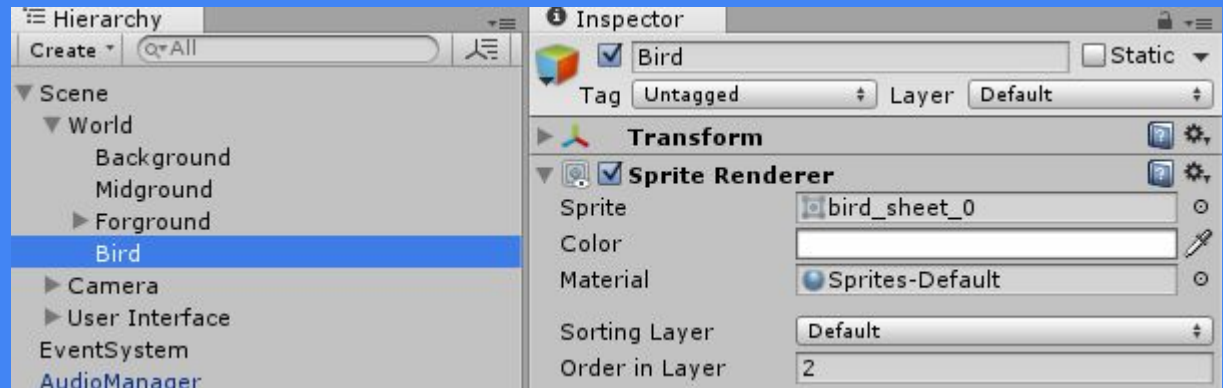 Hierarchy
Create
All
Scene
World
Background
Midground
Forground
Bird
Camera
User Interface
EventSystem
AudioManager
Inspector
Bird
Static
Tag Untagged Layer Default
Transform
Sprite Renderer
Sprite bird_sheet_0
Color
Material Sprites-Default
Sorting Layer Default
Order in Layer 2